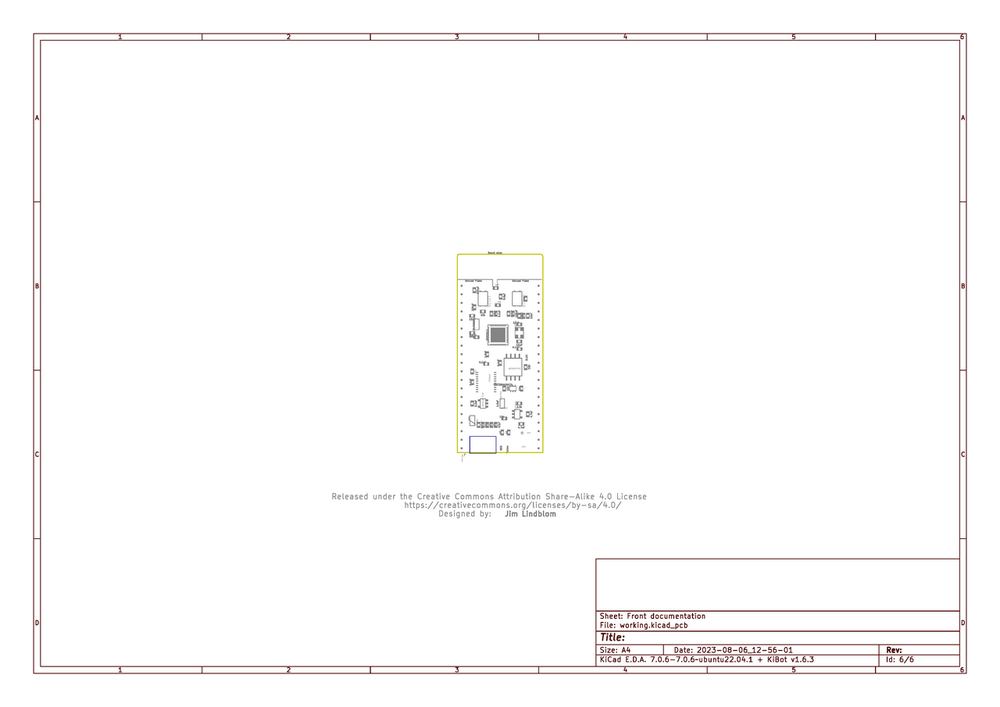 1 2 3 4 5 6
A A
B B
C C
D D
Released under the Creative Commons Attribution Share-Alike 4.0 License
https://creativecommons.org/licenses/by-sa/4.0/
Designed by: Jim Lindblom
Sheet: Front documentation
File: working.kicad_pcb
Title:
Size: A4 Date: 2023-08-06_12-56-01 Rev:
KiCad E.D.A. 7.0.6-7.0.6-ubuntu22.04.1 + KiBot v1.6.3 Id: 6/6
1 2 3 4 5 6